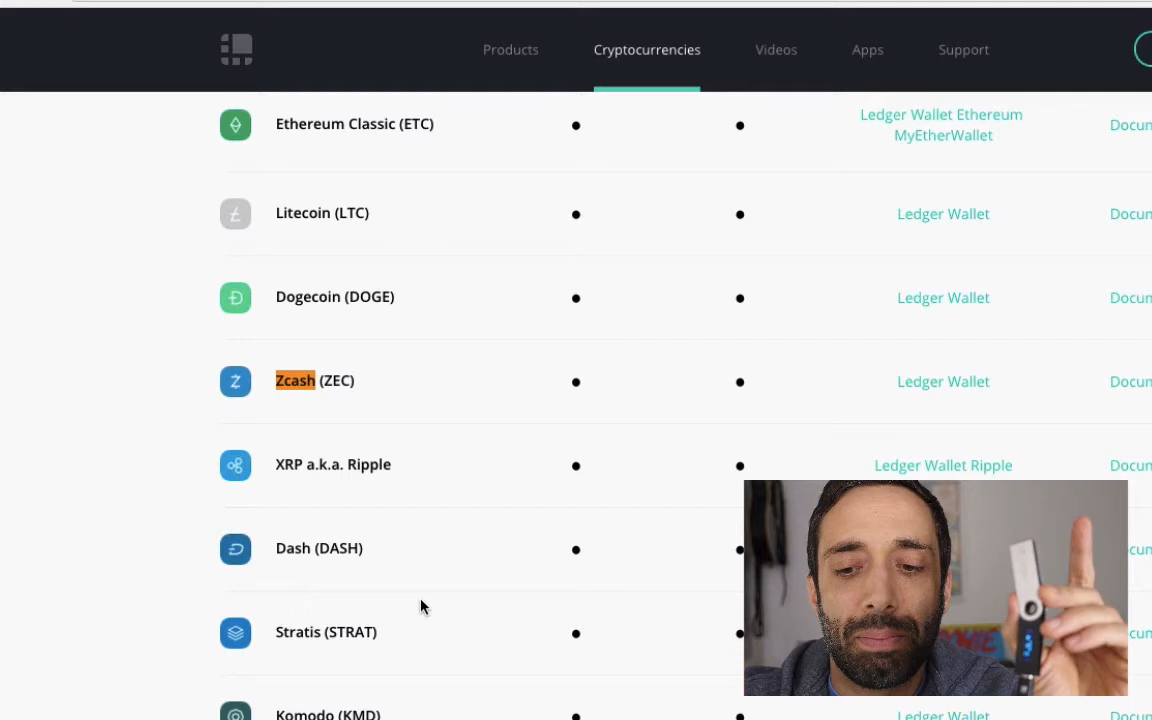 Products Cryptocurrencies Videos Apps Support
Ethereum Classic (ETC) Ledger Wallet Ethereum
MyEtherWallet
Litecoin (LTC) Ledger Wallet
Dogecoin (DOGE) Ledger Wallet
Zcash (ZEC) Ledger Wallet
XRP a.k.a. Ripple Ledger Wallet Ripple
Dash (DASH)
Stratis (STRAT)
Komodo (KMD) Ledger Wallet